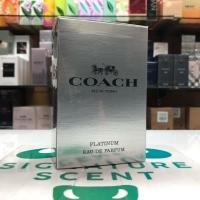 COACH
NEW YORK
PLATINUM
EAU DE PARFUM
SIGNATURE
SCENT